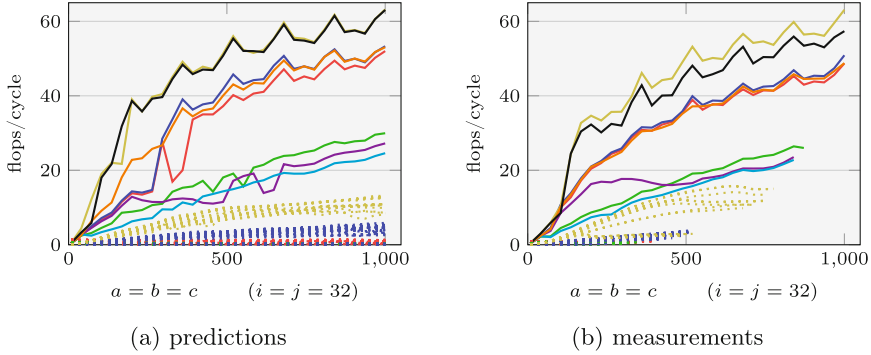 60
40
20
0
flops/cycle
0
500
1,000
a = b = c (i = j = 32)
(a) predictions
60
40
20
0
flops/cycle
0
500
1,000
a = b = c (i = j = 32)
(b) measurements